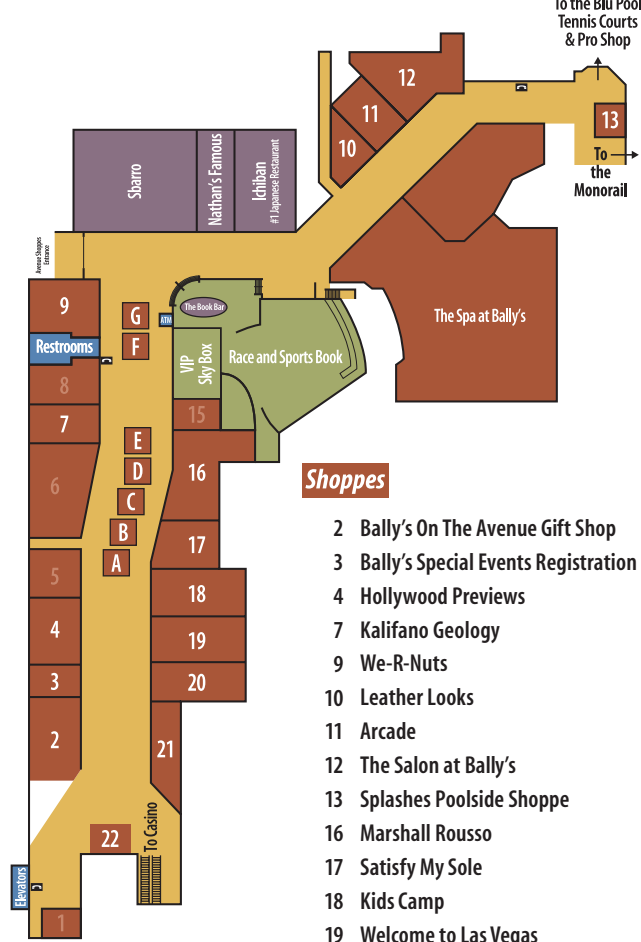 To the Blu Pool
Tennis Courts
& Pro Shop
12
11
10
13
To
the
Monorail
Sbarro
Nathan's Famous
Ichiban
#1 Japanese Restaurant
Avenue Shoppes
Entrance
9
G
F
ATM
The Book Bar
Restrooms
VIP
Sky Box
Race and Sports Book
The Spa at Bally's
8
7
15
6
E
D
C
B
A
16
17
5
4
3
2
18
19
20
21
22
To Casino
Elevators
1
Shoppes
2 Bally's On The Avenue Gift Shop
3 Bally's Special Events Registration
4 Hollywood Previews
7 Kalifano Geology
9 We-R-Nuts
10 Leather Looks
11 Arcade
12 The Salon at Bally's
13 Splashes Poolside Shoppe
16 Marshall Rousso
17 Satisfy My Sole
18 Kids Camp
19 Welcome to Las Vegas